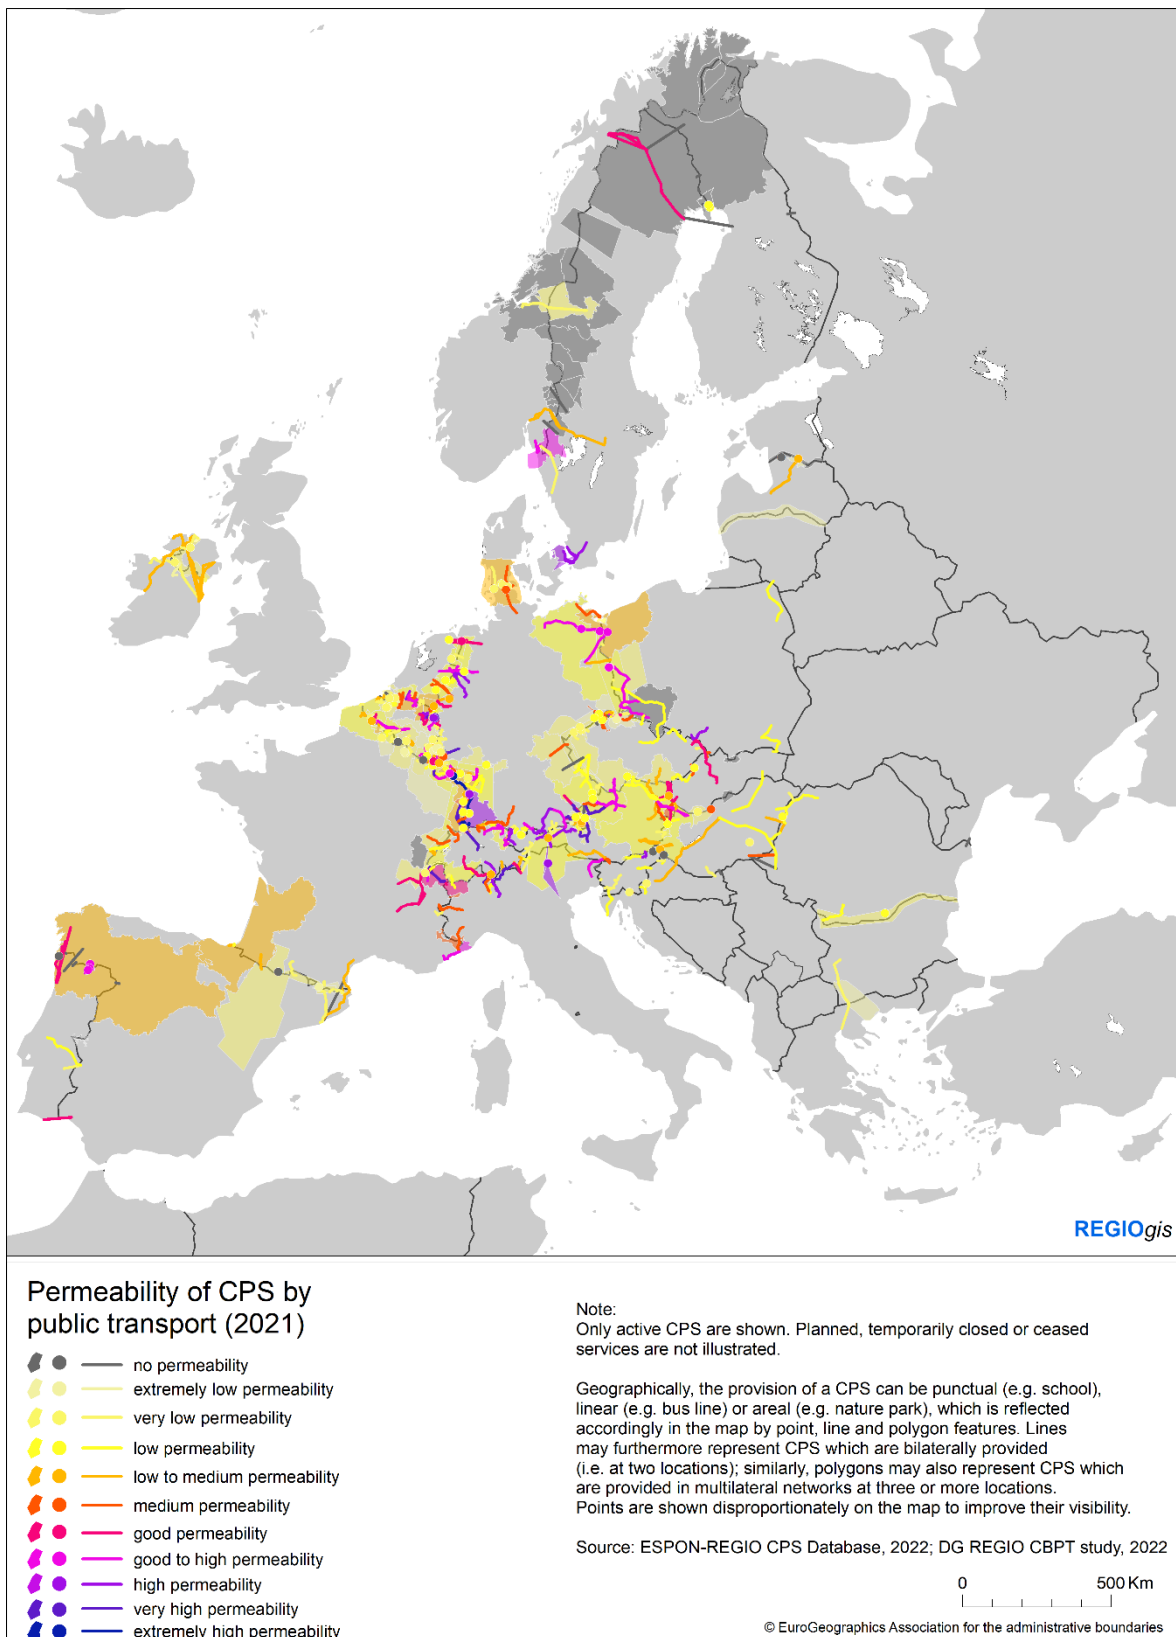 REGIOgis
Permeability of CPS by
public transport (2021)
no permeability
extremely low permeability
very low permeability
low permeability
low to medium permeability
medium permeability
good permeability
good to high permeability
high permeability
very high permeability
extremely high permeability
Note:
Only active CPS are shown. Planned, temporarily closed or ceased
services are not illustrated.
Geographically, the provision of a CPS can be punctual (e.g. school),
linear (e.g. bus line) or areal (e.g. nature park), which is reflected
accordingly in the map by point, line and polygon features. Lines
may furthermore represent CPS which are bilaterally provided
(i.e. at two locations); similarly, polygons may also represent CPS which
are provided in multilateral networks at three or more locations.
Points are shown disproportionately on the map to improve their visibility.
Source: ESPON-REGIO CPS Database, 2022; DG REGIO CBPT study, 2022
0 500 Km
© EuroGeographics Association for the administrative boundaries